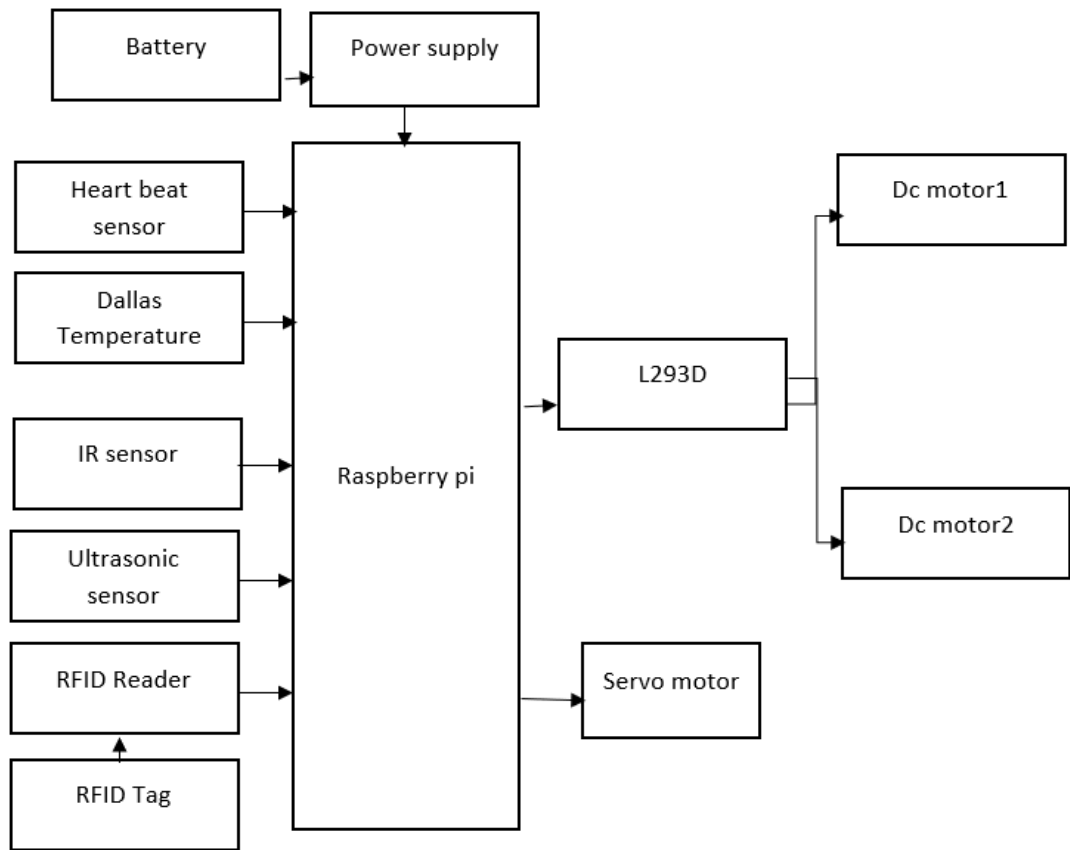 Battery
Power supply
Heart beat
sensor
Dc motor1
Dallas
Temperature
L293D
IR sensor
Raspberry pi
Dc motor2
Ultrasonic
sensor
RFID Reader
Servo motor
RFID Tag